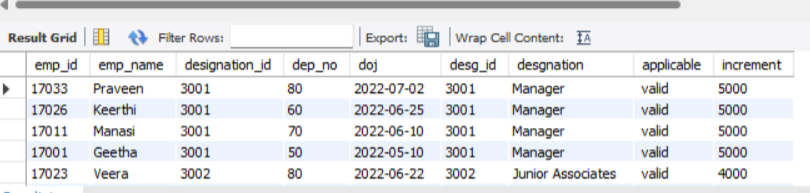 Result Grid Filter Rows: Export: Wrap Cell Content: IA
emp_id emp_name designation_id dep_no doj desg_id desgnation applicable increment
17033 Praveen 3001 80 2022-07-02 3001 Manager valid 5000
17026 Keerthi 3001 60 2022-06-25 3001 Manager valid 5000
17011 Manasi 3001 70 2022-06-10 3001 Manager valid 5000
17001 Geetha 3001 50 2022-05-10 3001 Manager valid 5000
17023 Veera 3002 80 2022-06-22 3002 Junior Associates valid 4000